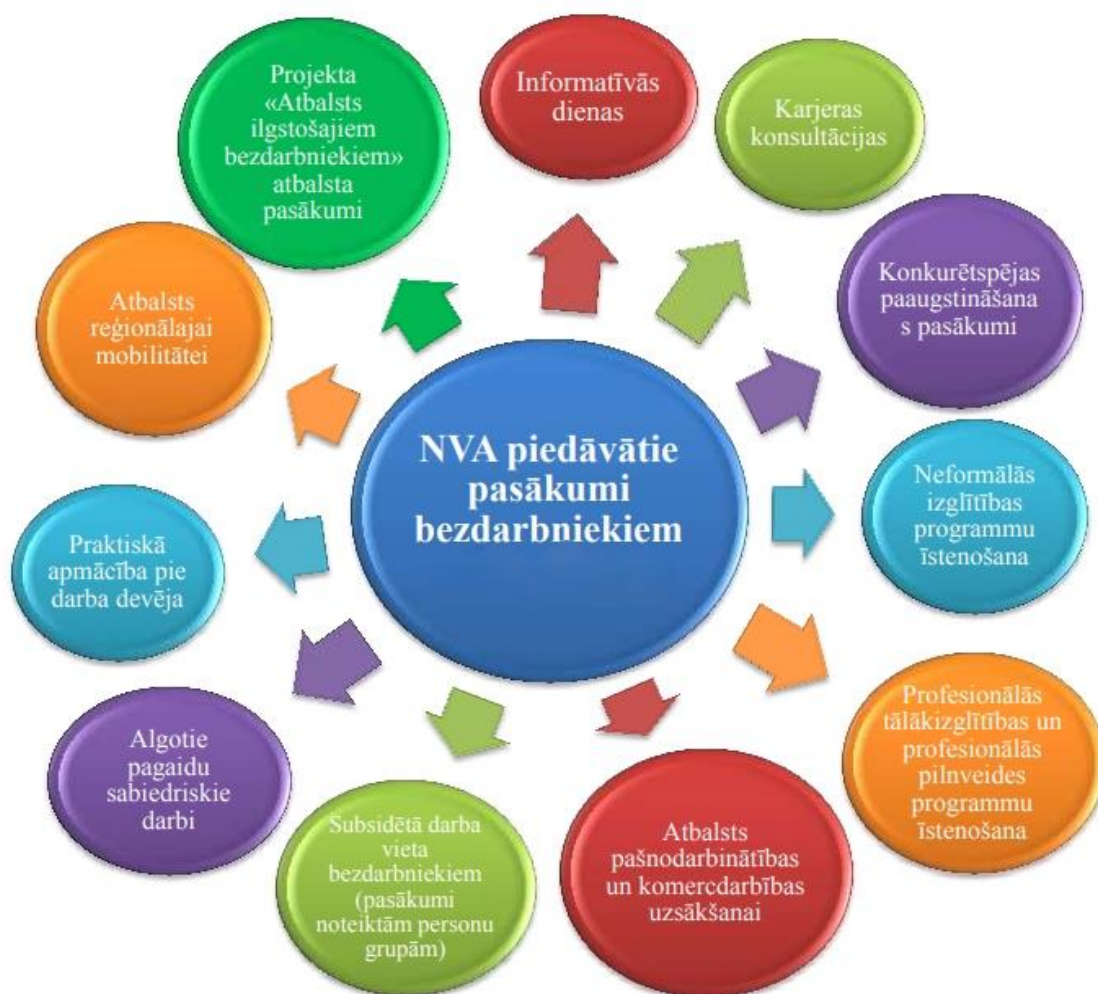 NVA piedāvātie
pasākumi
bezdarbniekiem
Informatīvās
dienas
Karjeras
konsultācijas
Konkurētspējas
paaugstināšana
s pasākumi
Neformālās
izglītības
programmu
īstenošana
Profesionālās
tālākizglītības un
profesionālās
pilnveides
programmu
īstenošana
Atbalsts
pašnodarbinātības
un komercdarbības
uzsākšanai
Subsidētā darba
vieta
bezdarbniekiem
(pasākumi
noteiktām personu
grupām)
Algotie
pagaidu
sabiedriskie
darbi
Praktiskā
apmācība pie
darba devēja
Atbalsts
reģionālajai
mobilitātei
Projekta
«Atbalsts
ilgstošajiem
bezdarbniekiem»
atbalsta
pasākumi